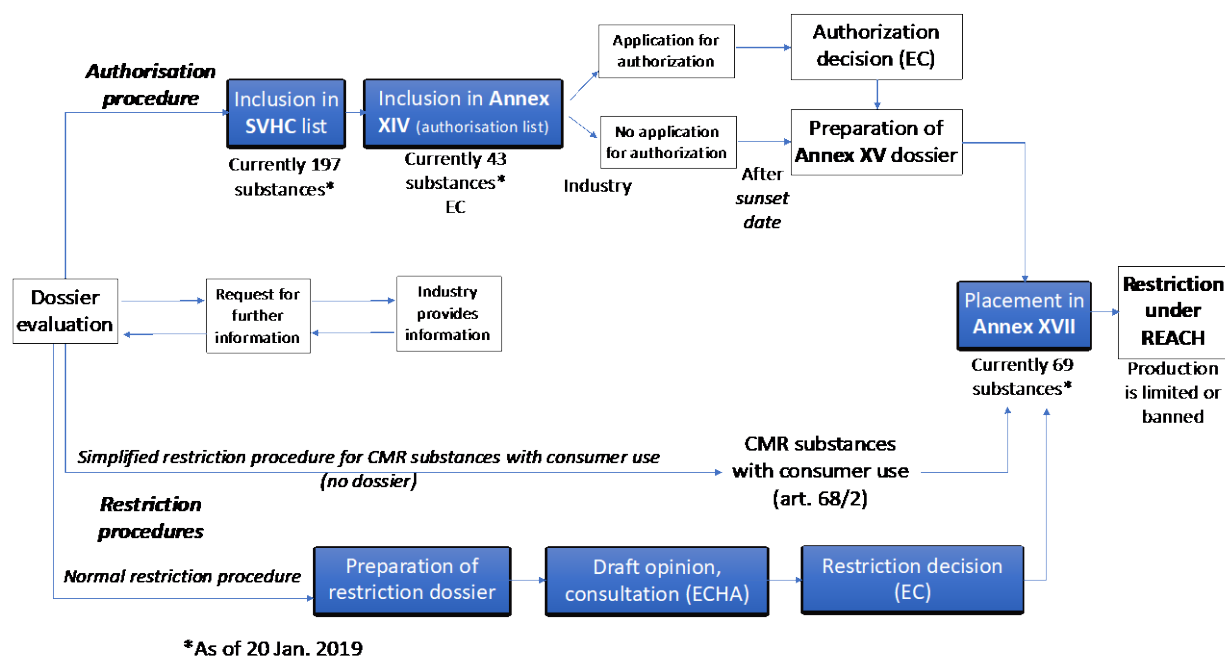 Authorisation
procedure
Inclusion in
SVHC list
Currently 197
substances*
Inclusion in Annex
XIV (authorisation list)
Currently 43
substances*
EC
Application for
authorization
Authorization
decision (EC)
No application
for authorization
Industry
After
sunset
date
Preparation of
Annex XV dossier
Dossier
evaluation
Request for
further
information
Industry
provides
information
Placement in
Annex XVII
Currently 69
substances*
Restriction
under
REACH
Production
is limited or
banned
Simplified restriction procedure for CMR substances with consumer use
(no dossier)
CMR substances
with consumer use
(art. 68/2)
Restriction
procedures
Normal restriction procedure
Preparation of
restriction dossier
Draft opinion,
consultation (ECHA)
Restriction decision
(EC)
*As of 20 Jan. 2019